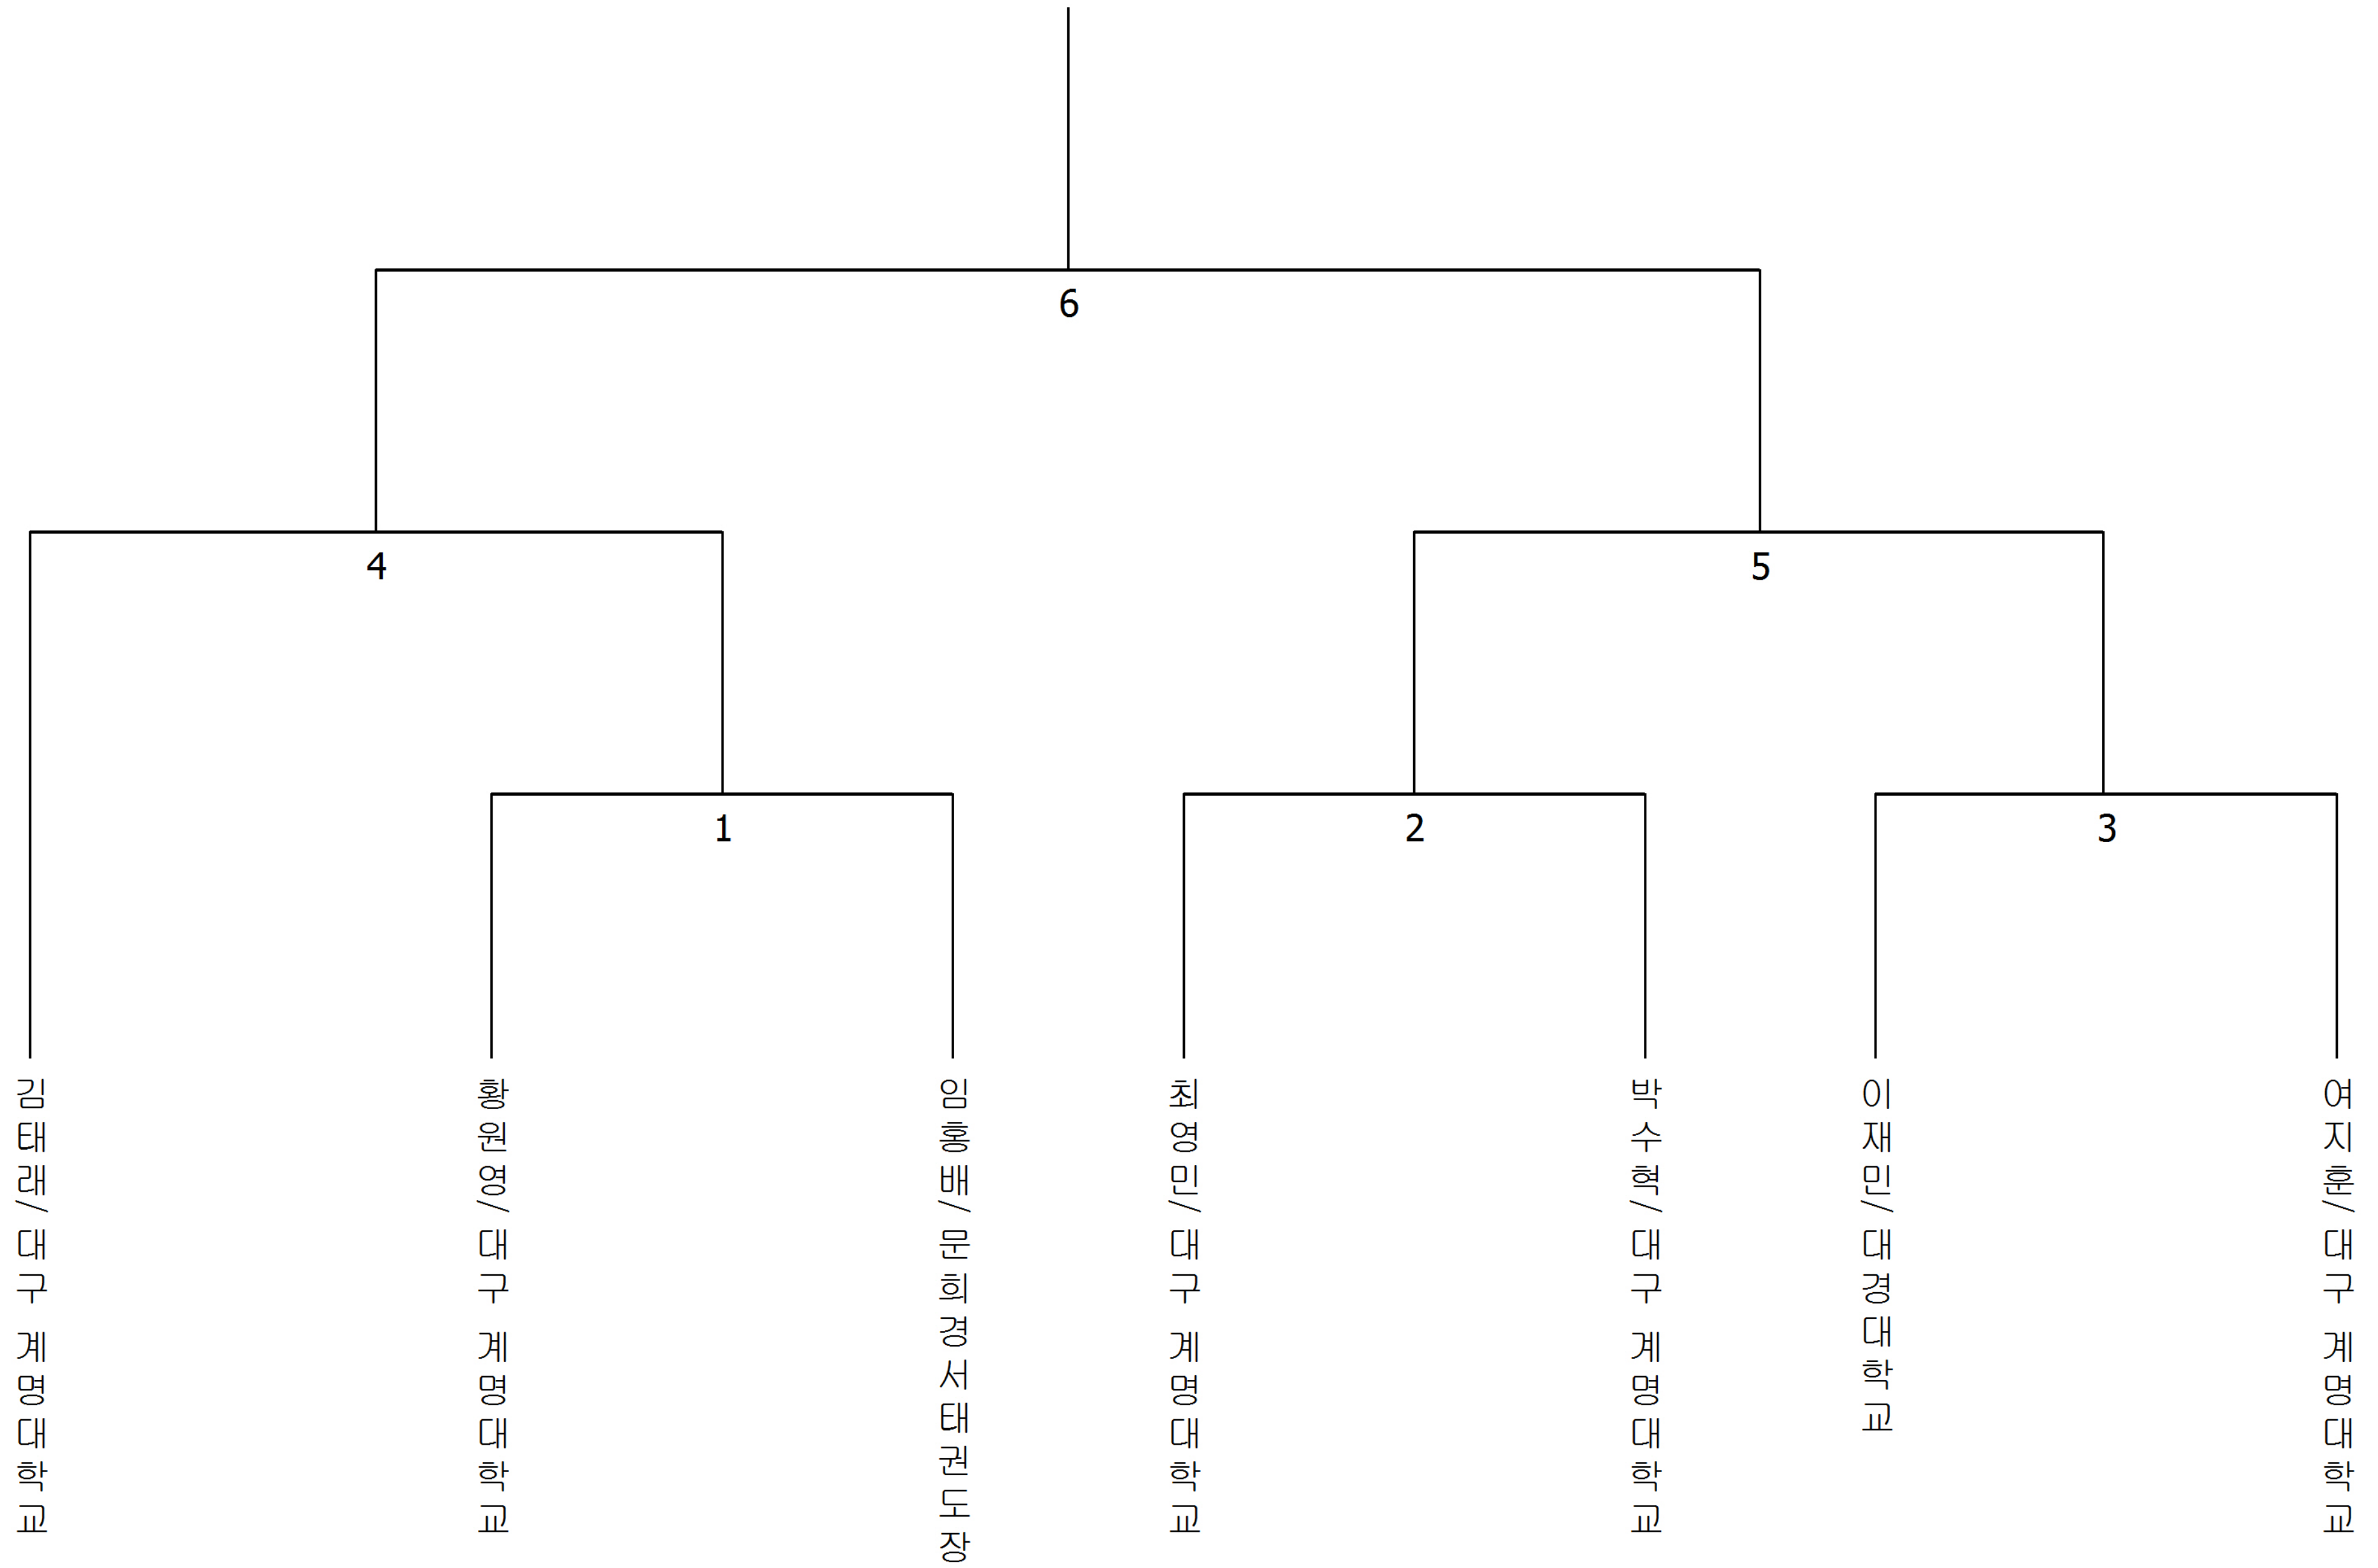 6
4
5
1
2
3
김태래/대구 계명대학교
황원영/대구 계명대학교
임홍배/문희경서태권도장
최영민/대구 계명대학교
박수혁/대구 계명대학교
이재민/대경대학교
여지훈/대구 계명대학교